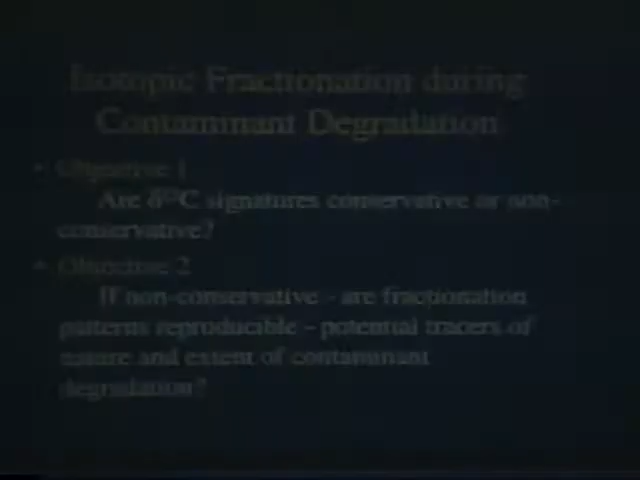 Isotopic Fractionation during
Contaminant Degradation
• Objective 1
Are δ¹³C signatures conservative or non-
conservative?
• Objective 2
If non-conservative - are fractionation
patterns reproducible - potential tracers of
nature and extent of contaminant
degradation?